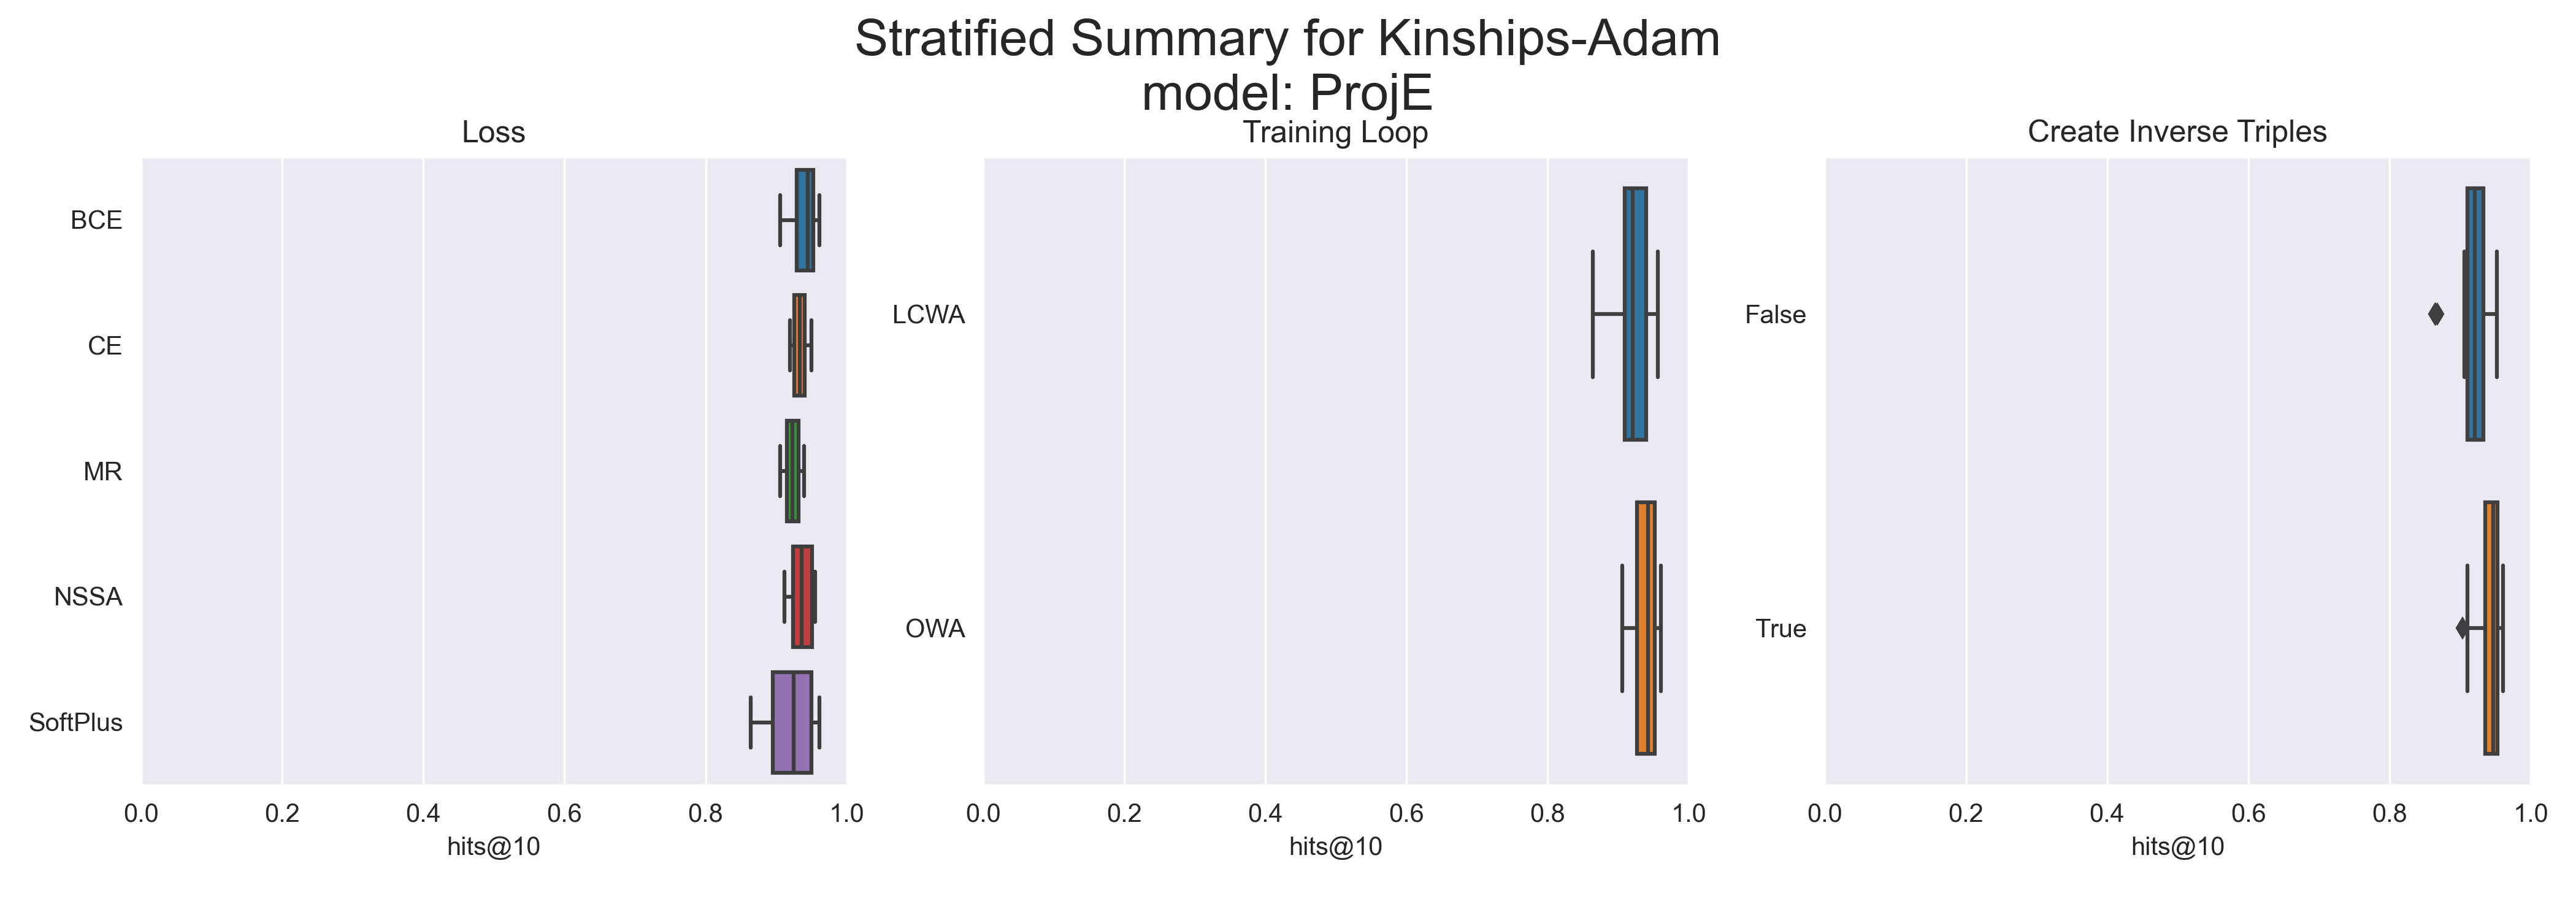 Stratified Summary for Kinships-Adam
model: ProjE
Loss
BCE
CE
MR
NSSA
SoftPlus
0.0 0.2 0.4 0.6 0.8 1.0
hits@10
Training Loop
LCWA
OWA
0.0 0.2 0.4 0.6 0.8 1.0
hits@10
Create Inverse Triples
False
True
0.0 0.2 0.4 0.6 0.8 1.0
hits@10